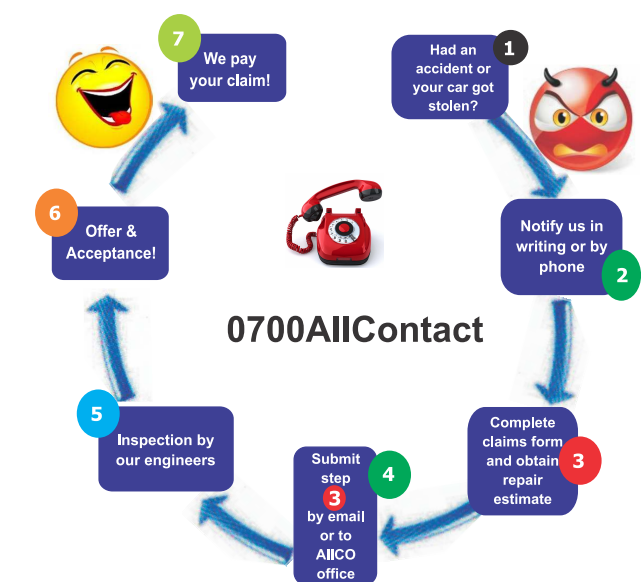 1
Had an
accident or
your car got
stolen?
Notify us in
writing or by
phone
2
Complete
claims form
and obtain
repair
estimate
3
4
Submit
step
3
by email
or to
AIICO
office
5
Inspection by
our engineers
6
Offer &
Acceptance!
7
We pay
your claim!
0700AIIContact